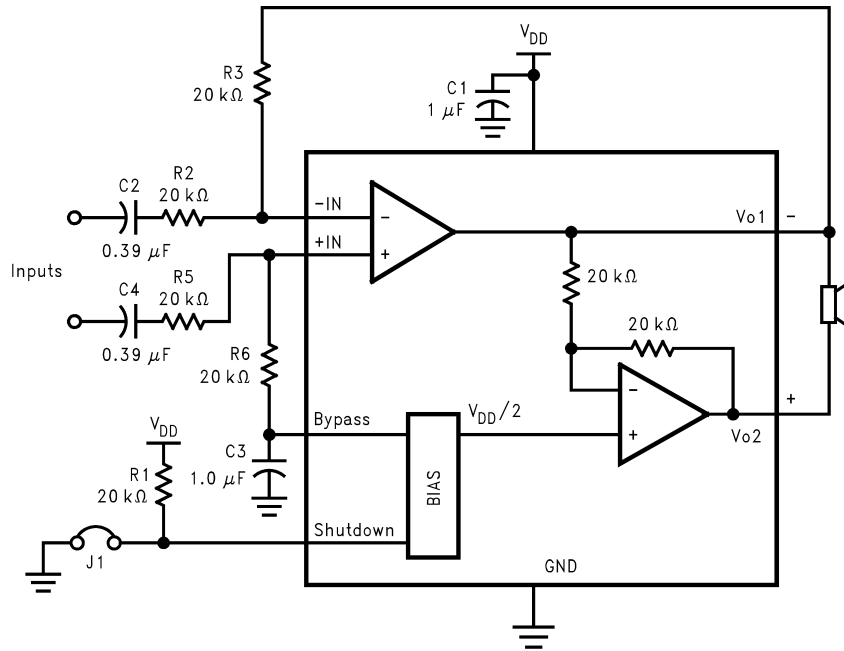 V_DD
R3
20 kΩ
C1
1 μF
C2
R2
20 kΩ
0.39 μF
-IN
-
+IN
+
Vo1
-
Inputs
C4
R5
20 kΩ
0.39 μF
20 kΩ
20 kΩ
R6
20 kΩ
Bypass
V_DD/2
-
+
+
Vo2
V_DD
C3
1.0 μF
R1
20 kΩ
BIAS
Shutdown
J1
GND